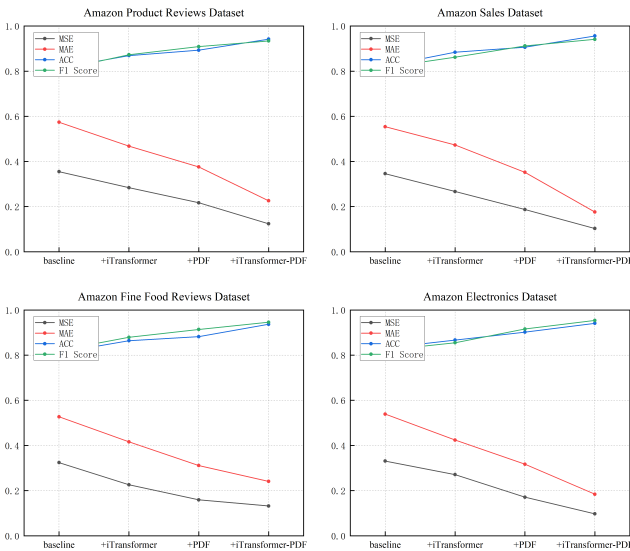 Amazon Product Reviews Dataset
1.0
0.8
0.6
0.4
0.2
0.0
MSE
MAE
ACC
F1 Score
baseline
+iTransformer
+PDF
+iTransformer-PDF
Amazon Sales Dataset
1.0
0.8
0.6
0.4
0.2
0.0
MSE
MAE
ACC
F1 Score
baseline
+iTransformer
+PDF
+iTransformer-PDF
Amazon Fine Food Reviews Dataset
1.0
0.8
0.6
0.4
0.2
0.0
MSE
MAE
ACC
F1 Score
baseline
+iTransformer
+PDF
+iTransformer-PDF
Amazon Electronics Dataset
1.0
0.8
0.6
0.4
0.2
0.0
MSE
MAE
ACC
F1 Score
baseline
+iTransformer
+PDF
+iTransformer-PDF